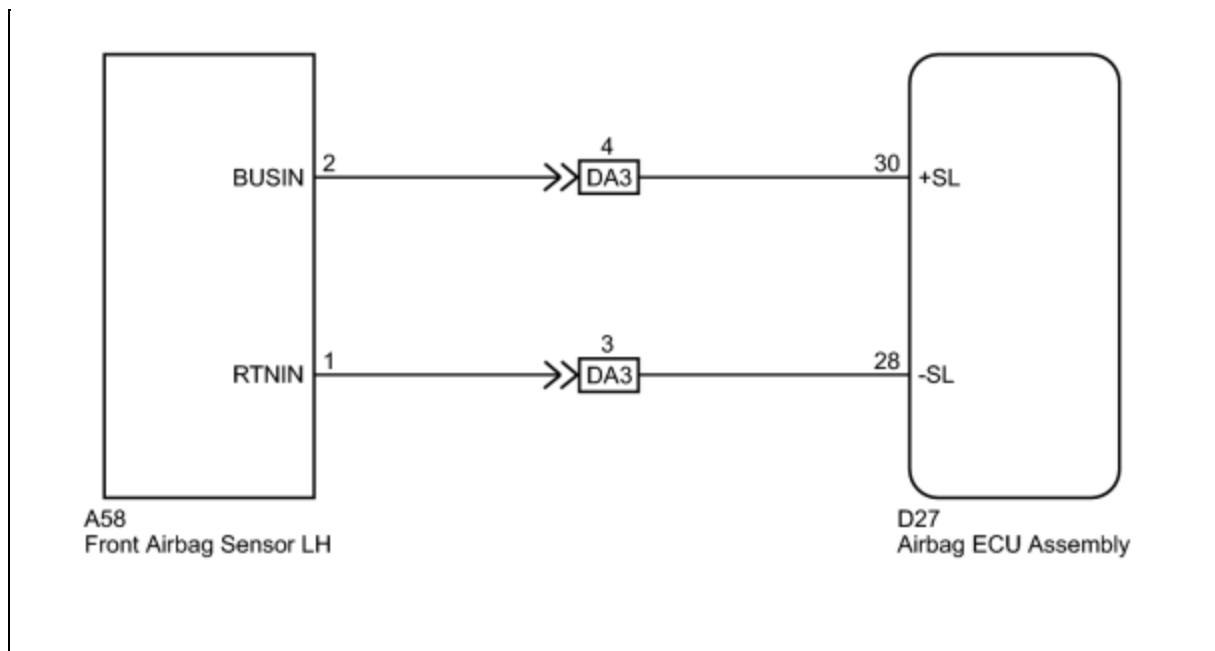 4
BUSIN 2 DA3 30 +SL
3
RTNIN 1 DA3 28 -SL
A58
Front Airbag Sensor LH
D27
Airbag ECU Assembly